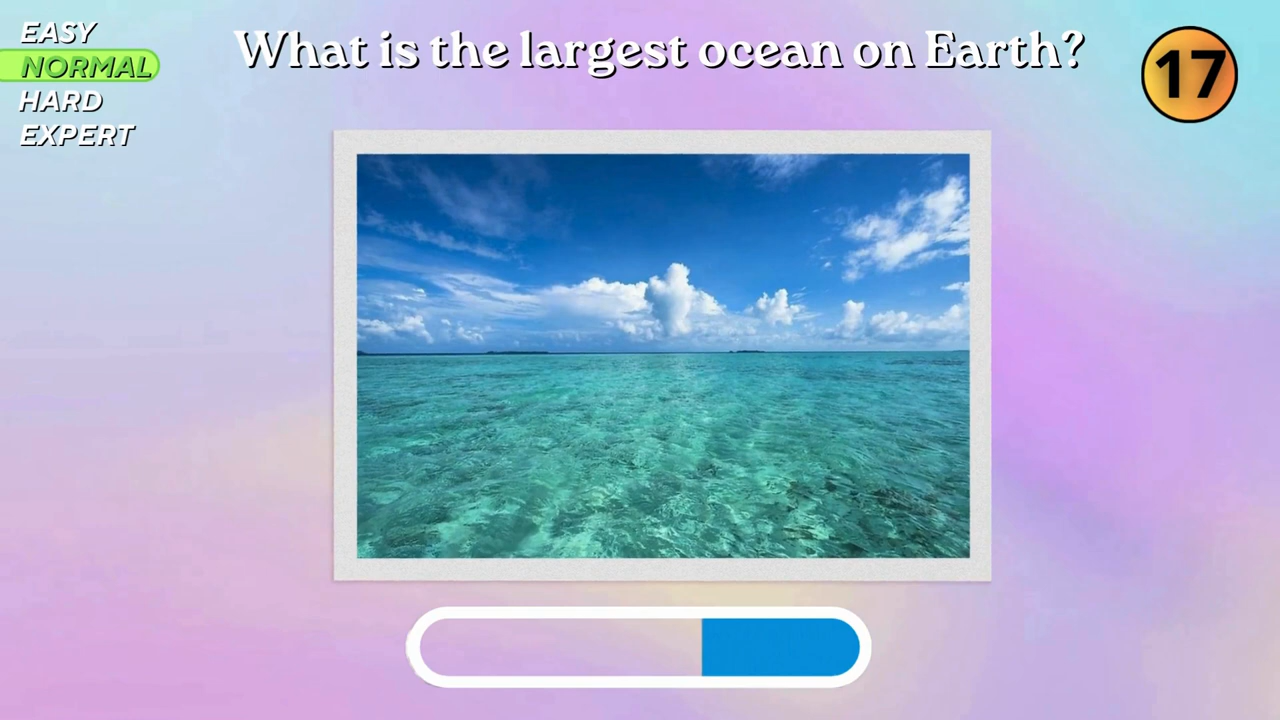 EASY
NORMAL
HARD
EXPERT
What is the largest ocean on Earth?
17